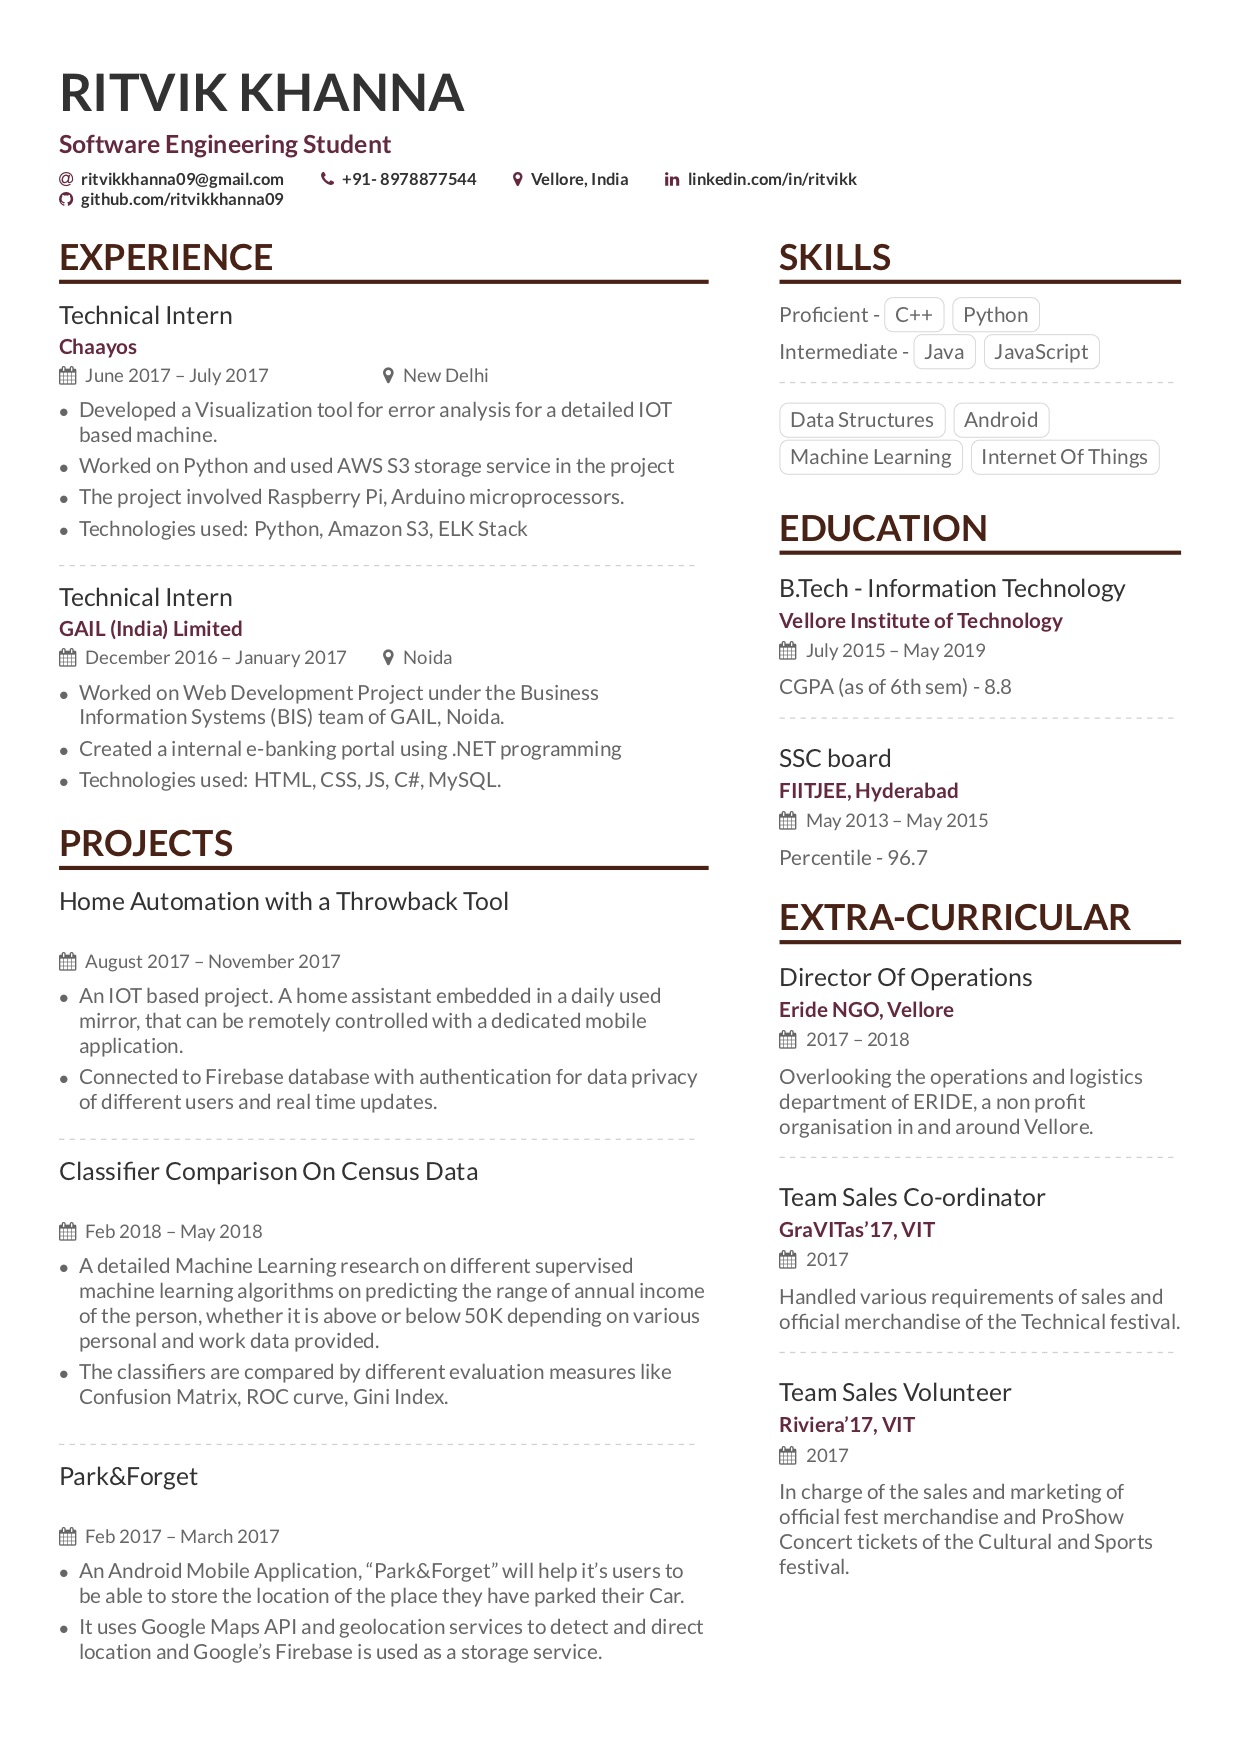 RITVIK KHANNA
Software Engineering Student
ritvikkhanna09@gmail.com +91- 8978877544 Vellore, India linkedin.com/in/ritvikk
github.com/ritvikkhanna09
EXPERIENCE
Technical Intern
Chaayos
June 2017 – July 2017 New Delhi
• Developed a Visualization tool for error analysis for a detailed IOT
based machine.
• Worked on Python and used AWS S3 storage service in the project
• The project involved Raspberry Pi, Arduino microprocessors.
• Technologies used: Python, Amazon S3, ELK Stack
Technical Intern
GAIL (India) Limited
December 2016 – January 2017 Noida
• Worked on Web Development Project under the Business
Information Systems (BIS) team of GAIL, Noida.
• Created a internal e-banking portal using .NET programming
• Technologies used: HTML, CSS, JS, C#, MySQL.
PROJECTS
Home Automation with a Throwback Tool
August 2017 – November 2017
• An IOT based project. A home assistant embedded in a daily used
mirror, that can be remotely controlled with a dedicated mobile
application.
• Connected to Firebase database with authentication for data privacy
of different users and real time updates.
Classifier Comparison On Census Data
Feb 2018 – May 2018
• A detailed Machine Learning research on different supervised
machine learning algorithms on predicting the range of annual income
of the person, whether it is above or below 50K depending on various
personal and work data provided.
• The classifiers are compared by different evaluation measures like
Confusion Matrix, ROC curve, Gini Index.
Park&Forget
Feb 2017 – March 2017
• An Android Mobile Application, “Park&Forget” will help it’s users to
be able to store the location of the place they have parked their Car.
• It uses Google Maps API and geolocation services to detect and direct
location and Google’s Firebase is used as a storage service.
SKILLS
Proficient - C++ Python
Intermediate - Java JavaScript
Data Structures Android
Machine Learning Internet Of Things
EDUCATION
B.Tech - Information Technology
Vellore Institute of Technology
July 2015 – May 2019
CGPA (as of 6th sem) - 8.8
SSC board
FIITJEE, Hyderabad
May 2013 – May 2015
Percentile - 96.7
EXTRA-CURRICULAR
Director Of Operations
Eride NGO, Vellore
2017 – 2018
Overlooking the operations and logistics
department of ERIDE, a non profit
organisation in and around Vellore.
Team Sales Co-ordinator
GraVITas’17, VIT
2017
Handled various requirements of sales and
official merchandise of the Technical festival.
Team Sales Volunteer
Riviera’17, VIT
2017
In charge of the sales and marketing of
official fest merchandise and ProShow
Concert tickets of the Cultural and Sports
festival.